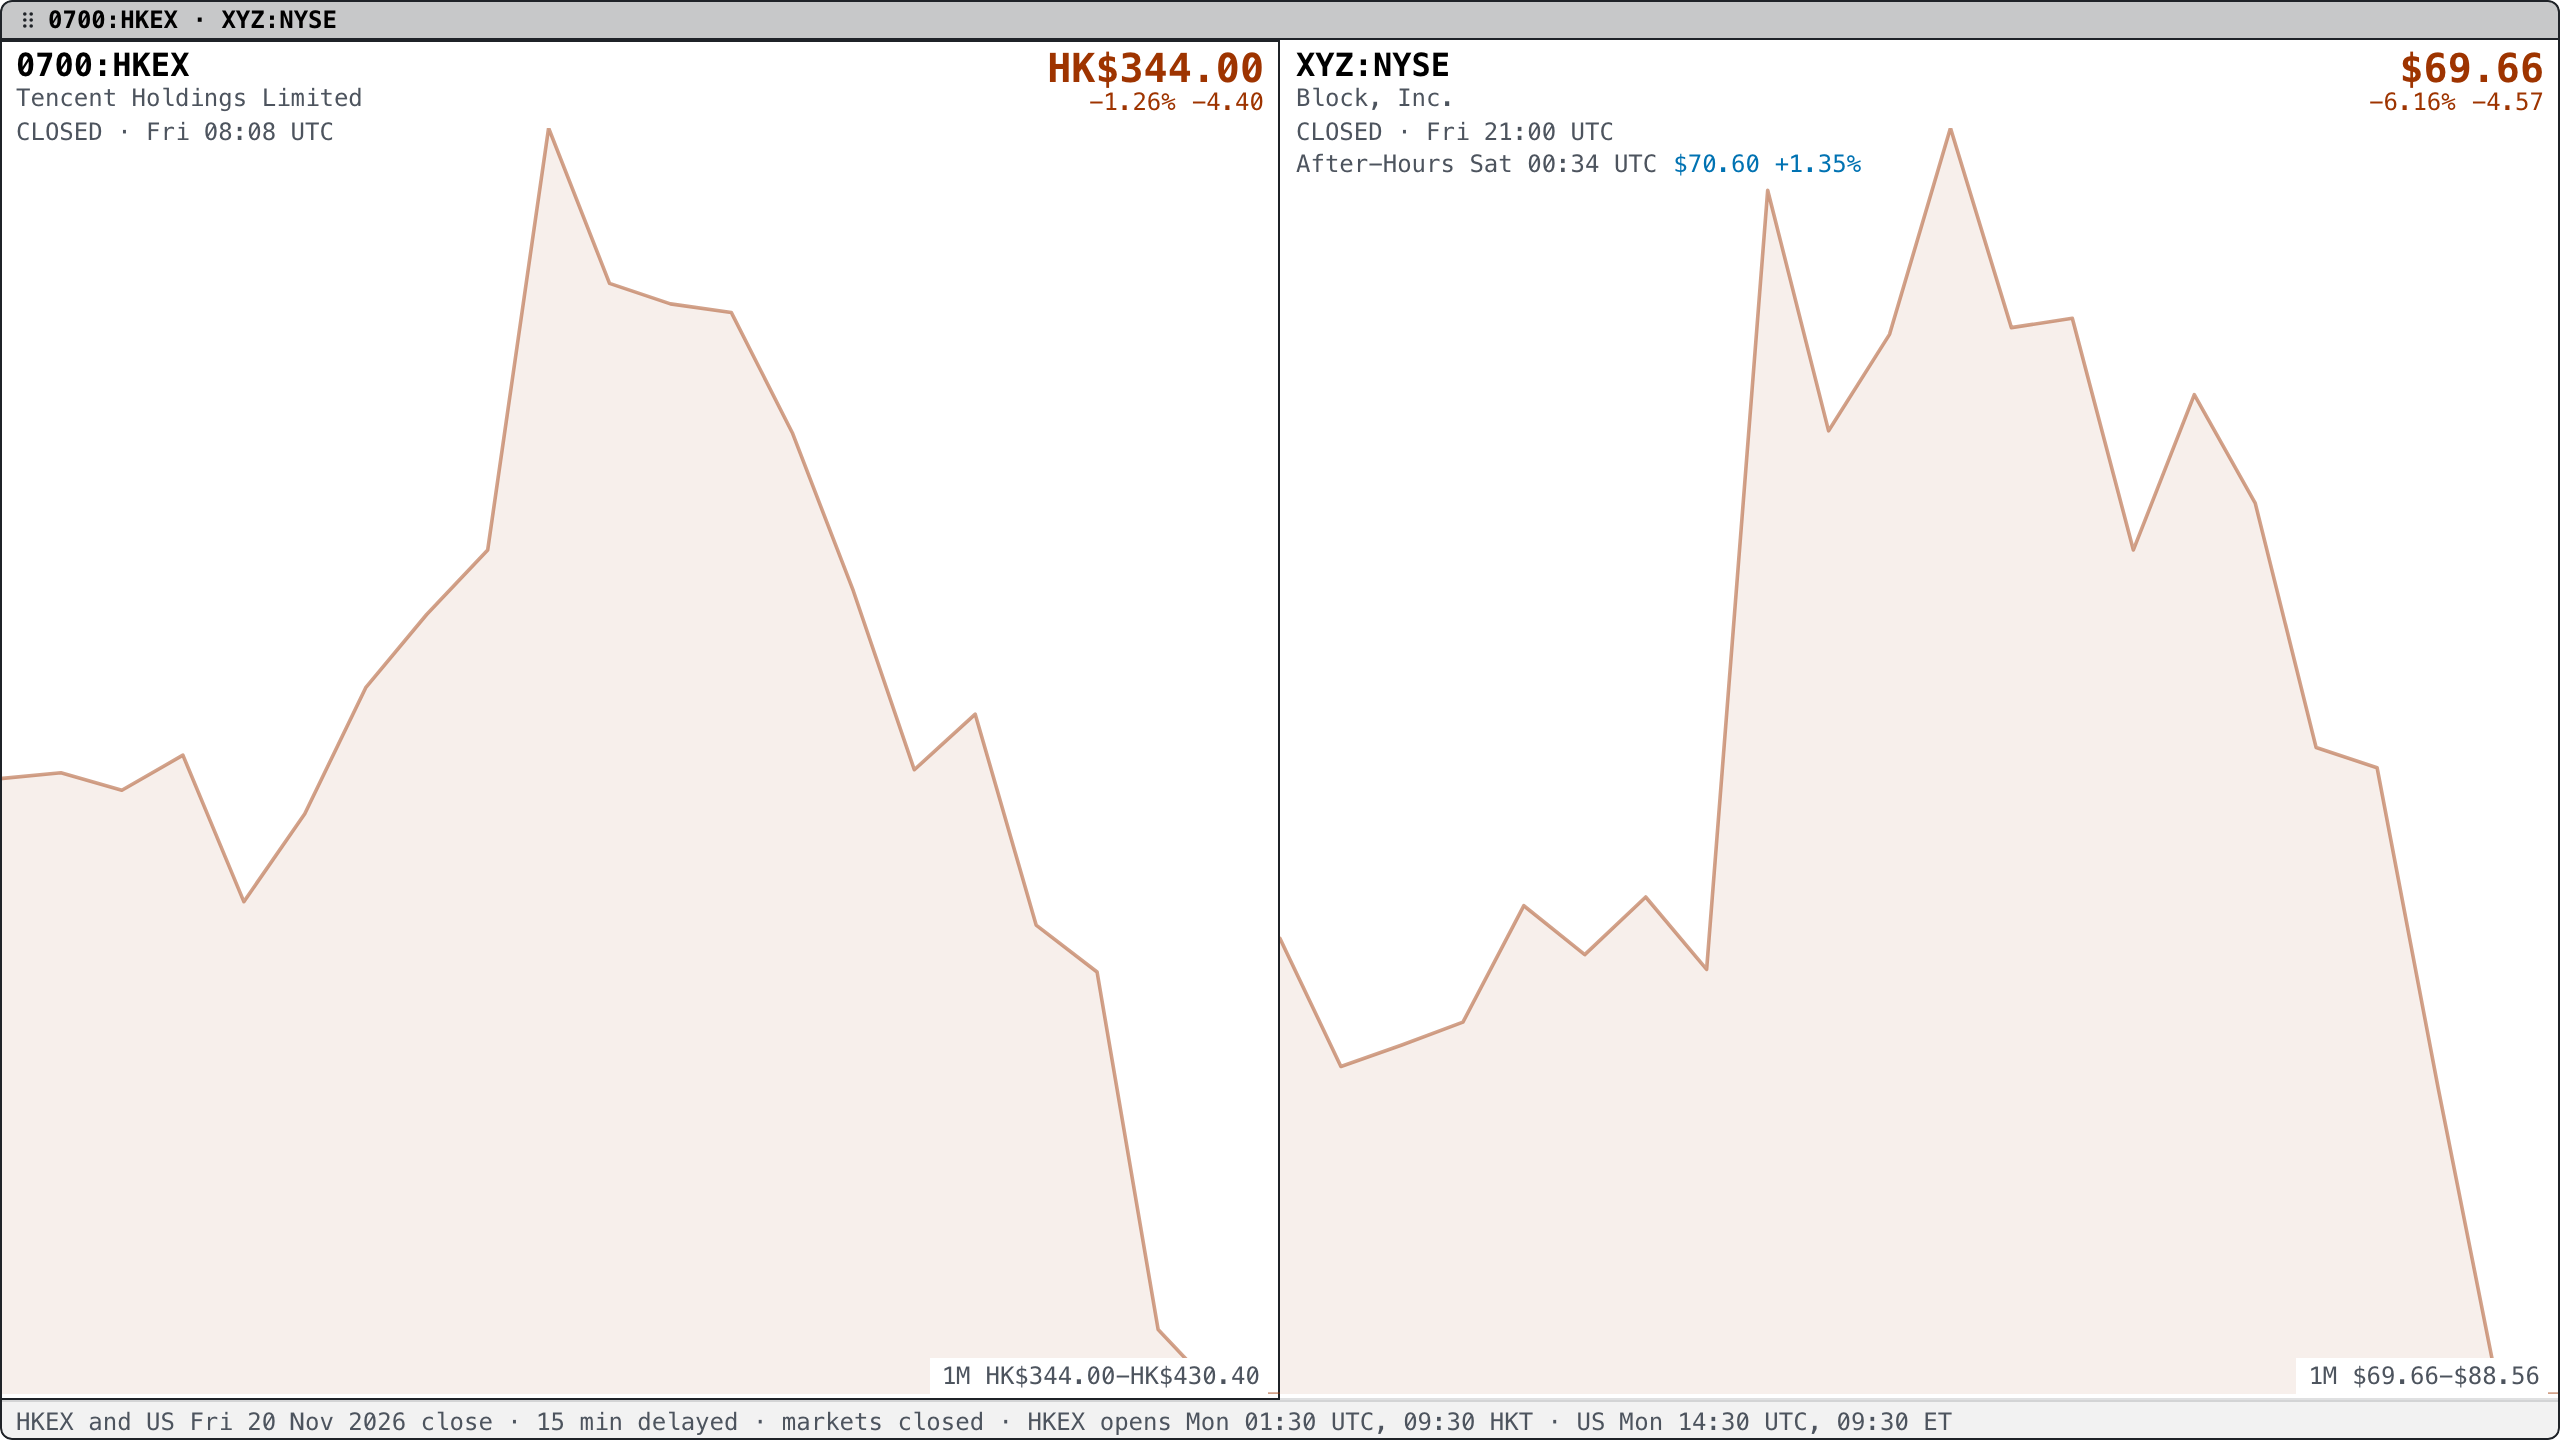 0700:HKEX · XYZ:NYSE
0700:HKEX
HK$344.00
Tencent Holdings Limited
−1.26% −4.40
CLOSED · Fri 08:08 UTC
1M HK$344.00–HK$430.40
XYZ:NYSE
$69.66
Block, Inc.
−6.16% −4.57
CLOSED · Fri 21:00 UTC
After-Hours Sat 00:34 UTC $70.60 +1.35%
1M $69.66–$88.56
HKEX and US Fri 20 Nov 2026 close · 15 min delayed · markets closed · HKEX opens Mon 01:30 UTC, 09:30 HKT · US Mon 14:30 UTC, 09:30 ET